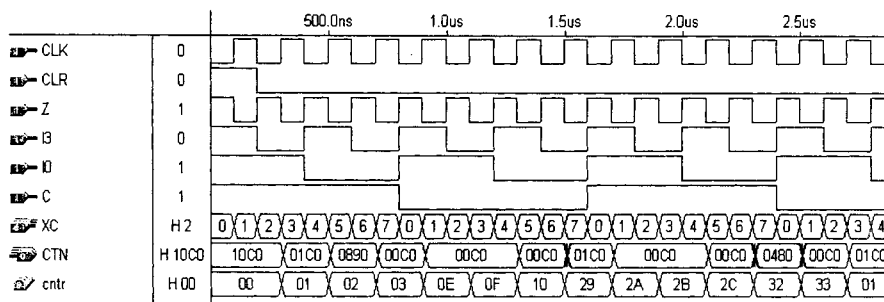 500.0ns 1.0us 1.5us 2.0us 2.5us
CLK 0
CLR 0
Z 1
I3 0
I0 1
C 1
XC H 2 0 1 2 3 4 5 6 7 0 1 2 3 4 5 6 7 0 1 2 3 4 5 6 7 0 1 2 3 4
CTN H 10C0 10C0 01C0 0890 00C0 00C0 00C0 01C0 00C0 00C0 0480 00C0 01C0
cntr H 00 00 01 02 03 0E 0F 10 29 2A 2B 2C 32 33 01